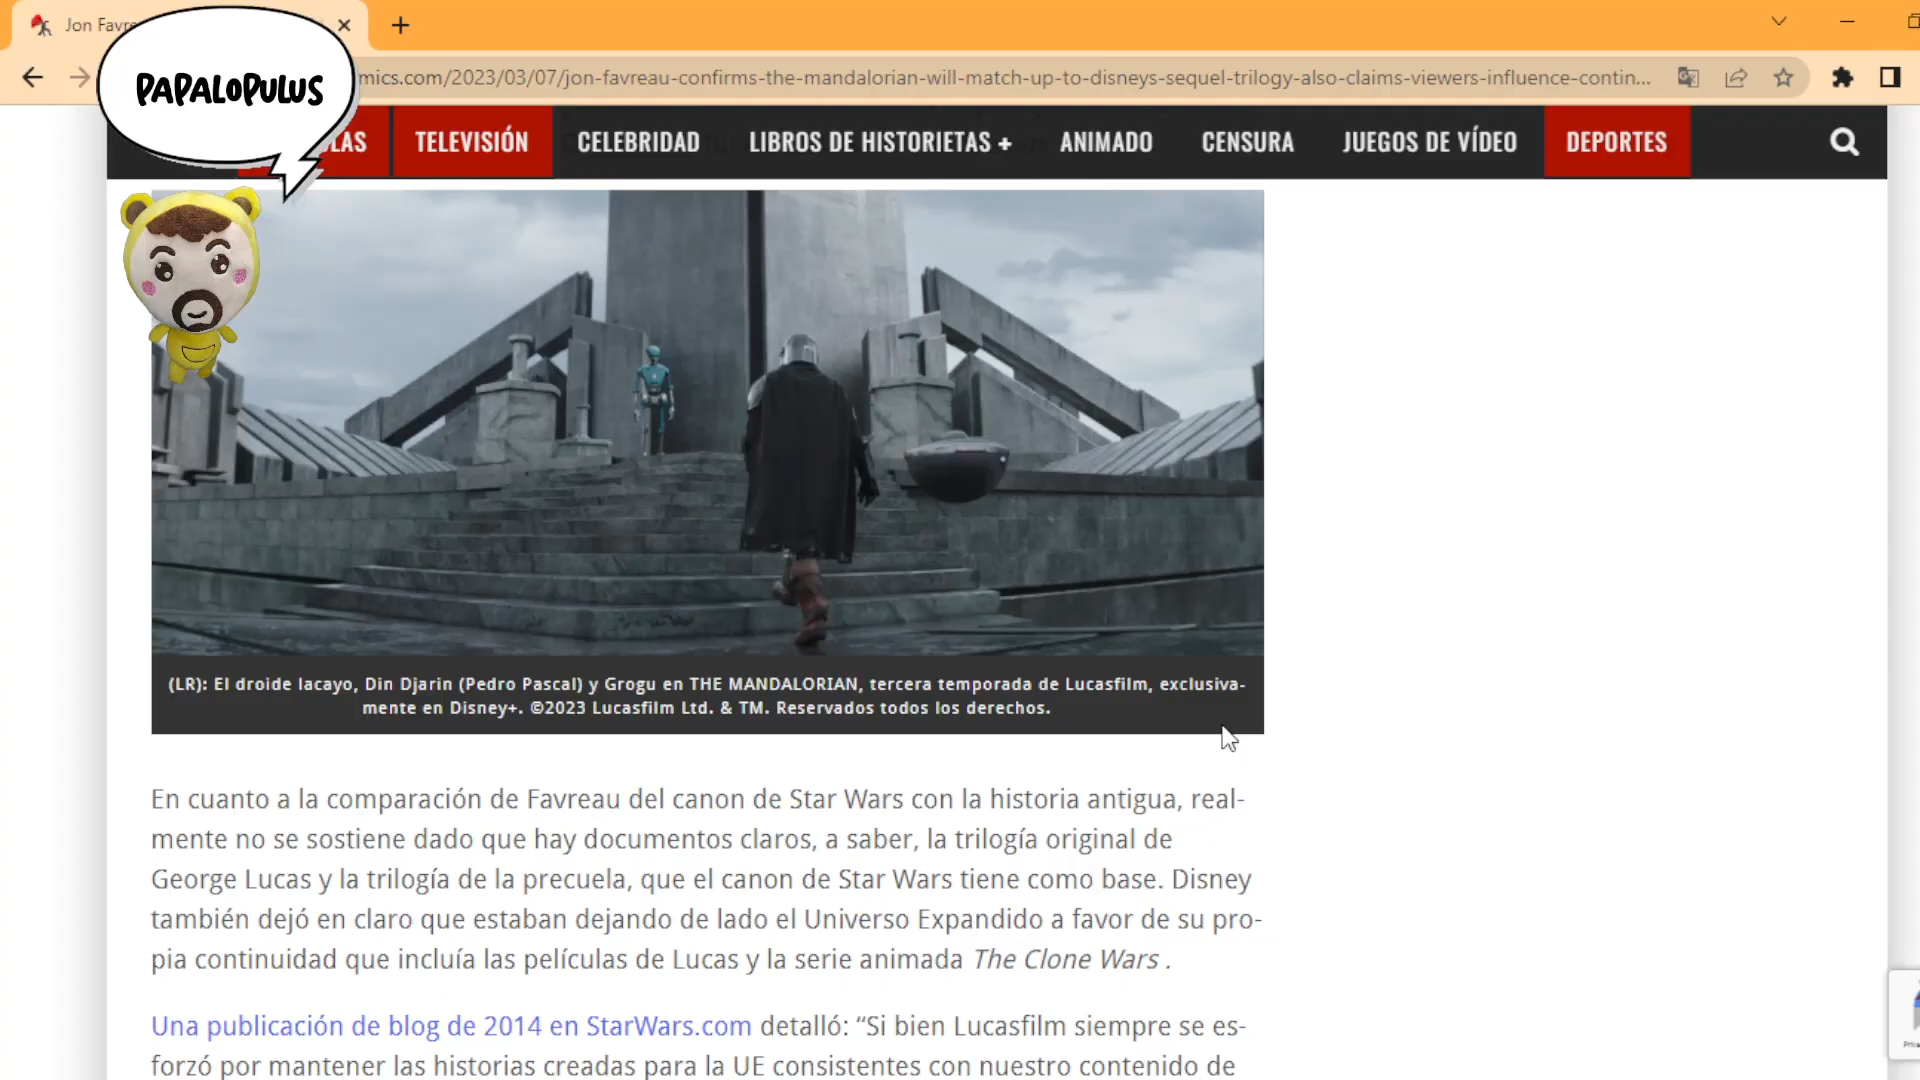 Jon Favre
PAPALOPULUS
mics.com/2023/03/07/jon-favreau-confirms-the-mandalorian-will-match-up-to-disneys-sequel-trilogy-also-claims-viewers-influence-contin...
LAS TELEVISIÓN CELEBRIDAD LIBROS DE HISTORIETAS + ANIMADO CENSURA JUEGOS DE VÍDEO DEPORTES
(LR): El droide lacayo, Din Djarin (Pedro Pascal) y Grogu en THE MANDALORIAN, tercera temporada de Lucasfilm, exclusiva-
mente en Disney+. ©2023 Lucasfilm Ltd. & TM. Reservados todos los derechos.
En cuanto a la comparación de Favreau del canon de Star Wars con la historia antigua, real-
mente no se sostiene dado que hay documentos claros, a saber, la trilogía original de
George Lucas y la trilogía de la precuela, que el canon de Star Wars tiene como base. Disney
también dejó en claro que estaban dejando de lado el Universo Expandido a favor de su pro-
pia continuidad que incluía las películas de Lucas y la serie animada The Clone Wars .
Una publicación de blog de 2014 en StarWars.com detalló: “Si bien Lucasfilm siempre se es-
forzó por mantener las historias creadas para la UE consistentes con nuestro contenido de